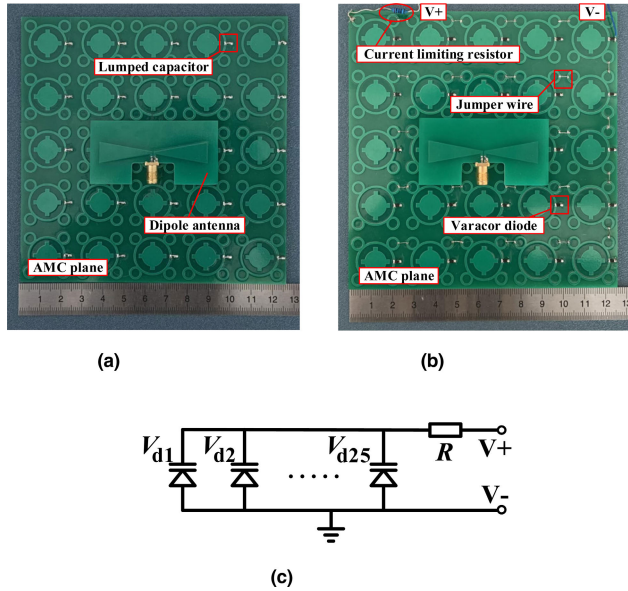 Lumped capacitor
Dipole antenna
AMC plane
1 2 3 4 5 6 7 8 9 10 11 12 13
(a)
V+
V-
Current limiting resistor
Jumper wire
Varacor diode
AMC plane
1 2 3 4 5 6 7 8 9 10 11 12 13
(b)
Vd1 Vd2 Vd25
R
V+
V-
(c)